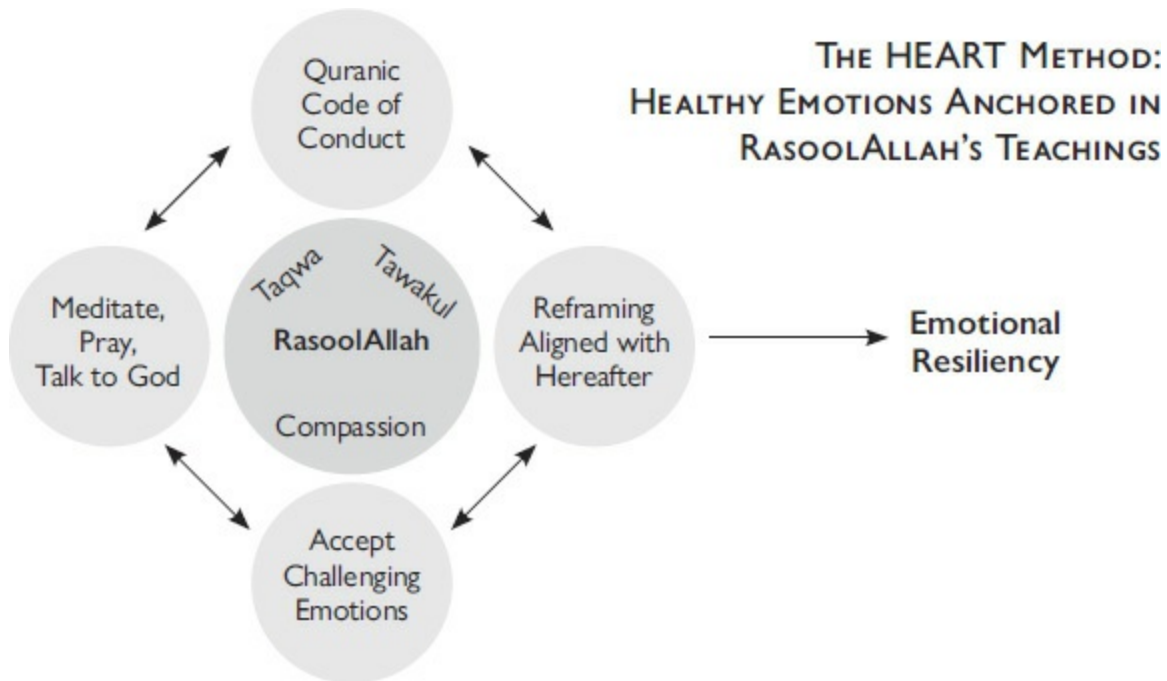 THE HEART METHOD:
HEALTHY EMOTIONS ANCHORED IN
RASOOLALLAH'S TEACHINGS
Quranic
Code of
Conduct
Meditate,
Pray,
Talk to God
Taqwa
Tawakul
RasoolAllah
Compassion
Reframing
Aligned with
Hereafter
Emotional
Resiliency
Accept
Challenging
Emotions